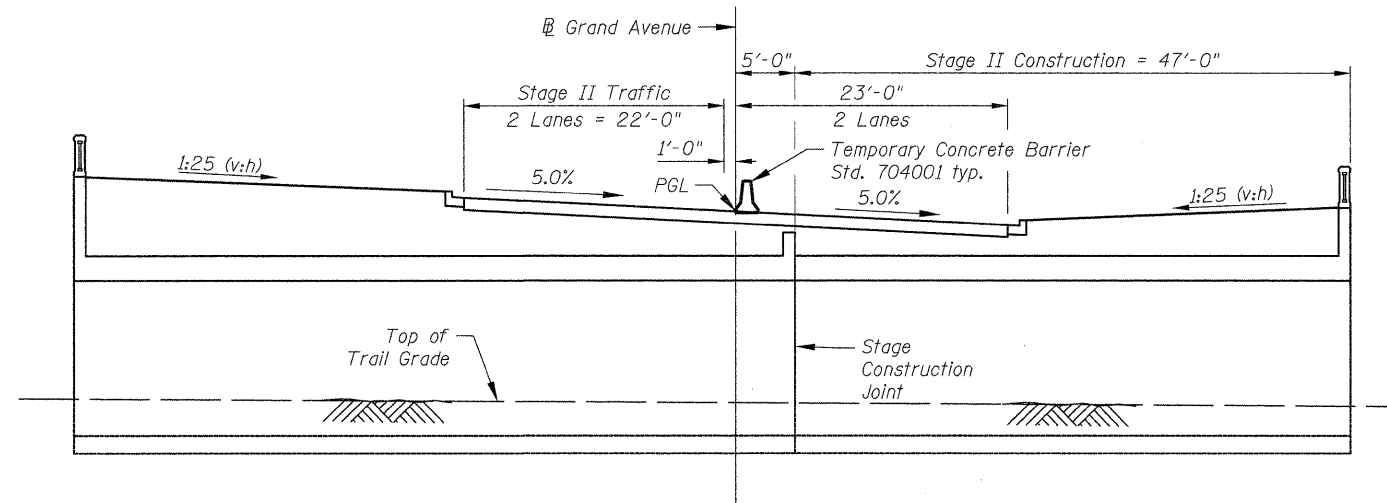 ℄ Grand Avenue
5'-0"
Stage II Construction = 47'-0"
Stage II Traffic
2 Lanes = 22'-0"
23'-0"
2 Lanes
1'-0"
Temporary Concrete Barrier
Std. 704001 typ.
1:25 (v:h)
5.0%
PGL
5.0%
1:25 (v:h)
Top of
Trail Grade
Stage
Construction
Joint